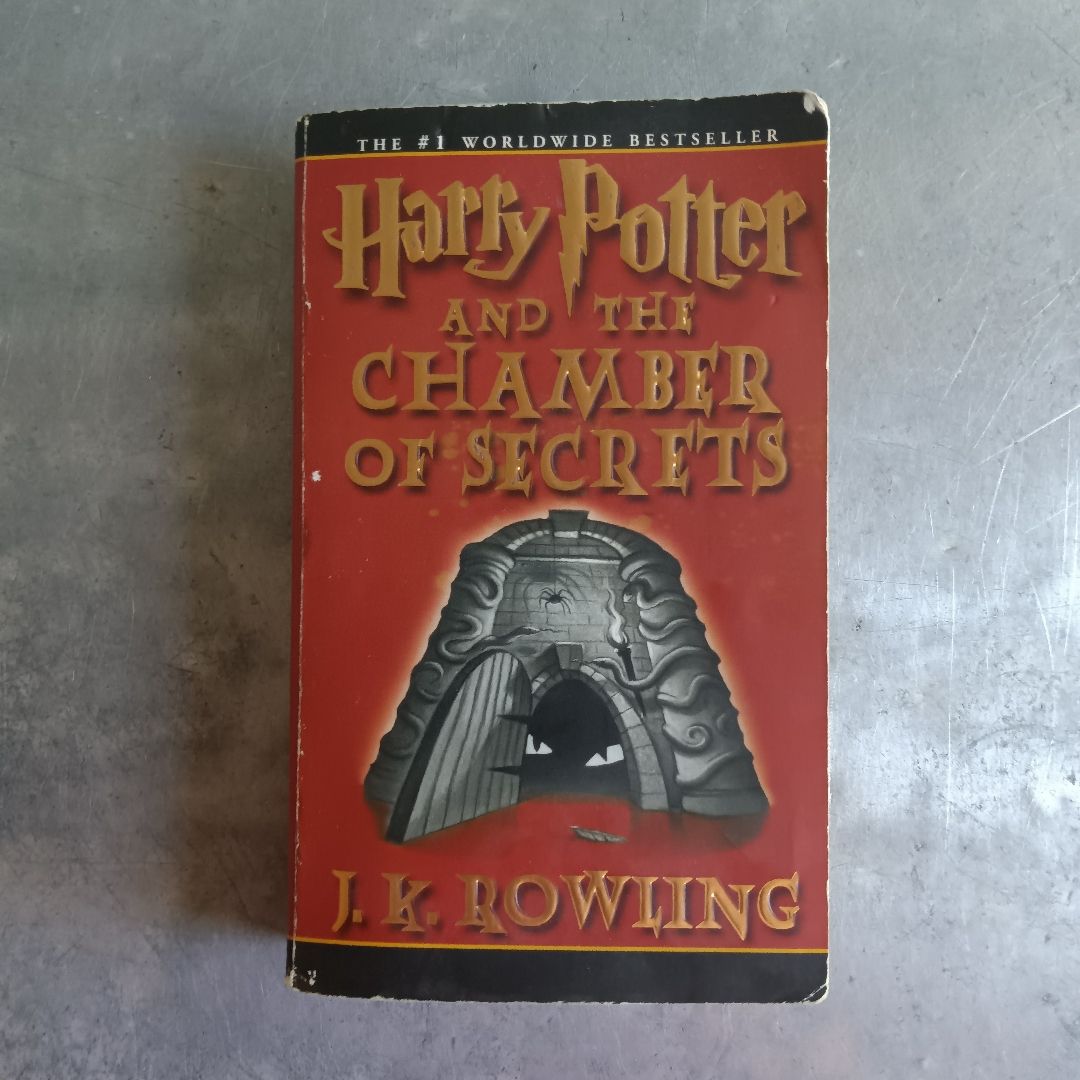 THE #1 WORLDWIDE BESTSELLER
Harry Potter
AND THE
CHAMBER
OF SECRETS
J. K. ROWLING